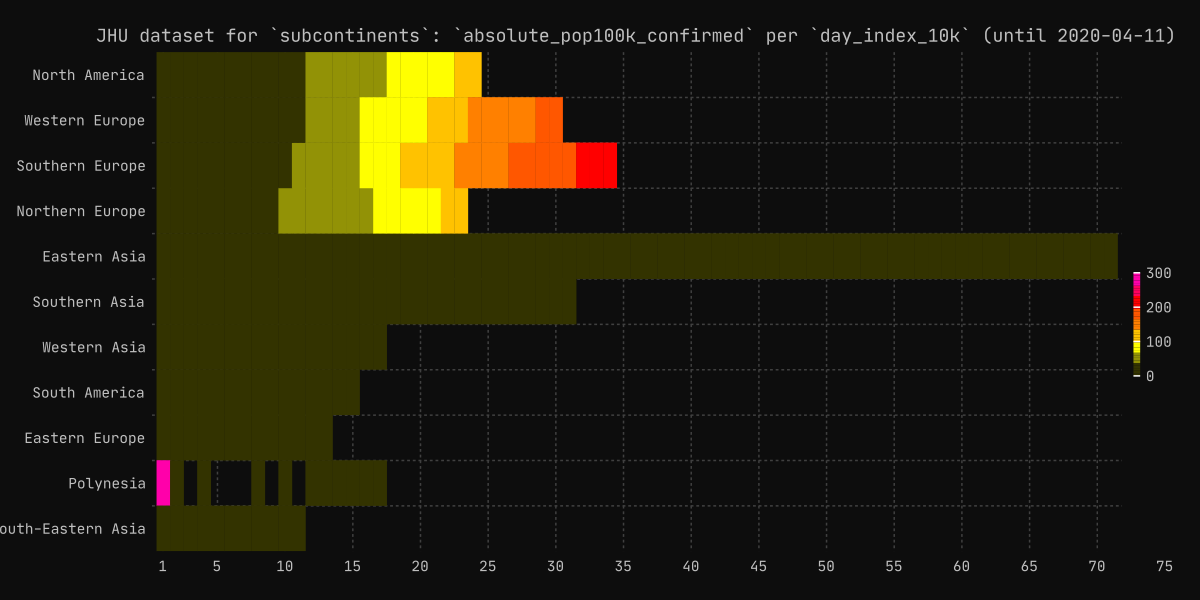 JHU dataset for `subcontinents`: `absolute_pop100k_confirmed` per `day_index_10k` (until 2020-04-11)
North America
Western Europe
Southern Europe
Northern Europe
Eastern Asia
Southern Asia
Western Asia
South America
Eastern Europe
Polynesia
outh-Eastern Asia
300
200
100
0
1 5 10 15 20 25 30 35 40 45 50 55 60 65 70 75